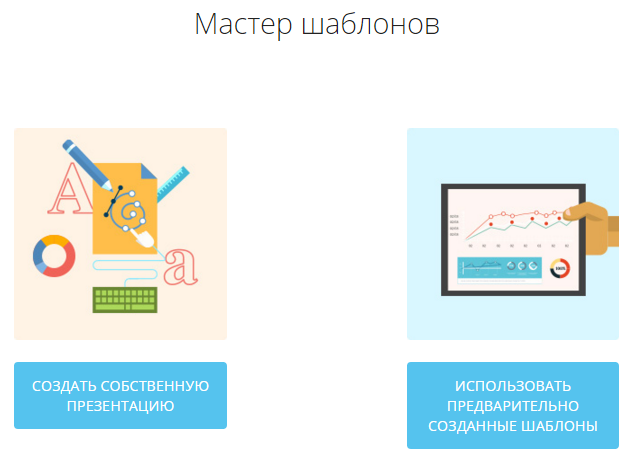 Мастер шаблонов
A
a
СОЗДАТЬ СОБСТВЕННУЮ
ПРЕЗЕНТАЦИЮ
ИСПОЛЬЗОВАТЬ
ПРЕДВАРИТЕЛЬНО
СОЗДАННЫЕ ШАБЛОНЫ